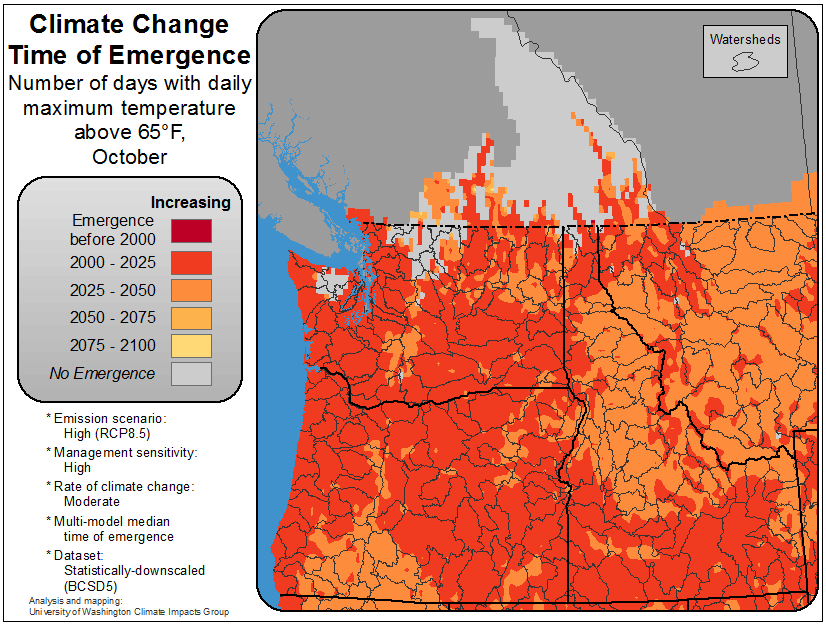 Climate Change
Time of Emergence
Number of days with daily
maximum temperature
above 65°F,
October
Increasing
Emergence
before 2000
2000 - 2025
2025 - 2050
2050 - 2075
2075 - 2100
No Emergence
* Emission scenario:
High (RCP8.5)
* Management sensitivity:
High
* Rate of climate change:
Moderate
* Multi-model median
time of emergence
* Dataset:
Statistically-downscaled
(BCSD5)
Analysis and mapping:
University of Washington Climate Impacts Group
Watersheds